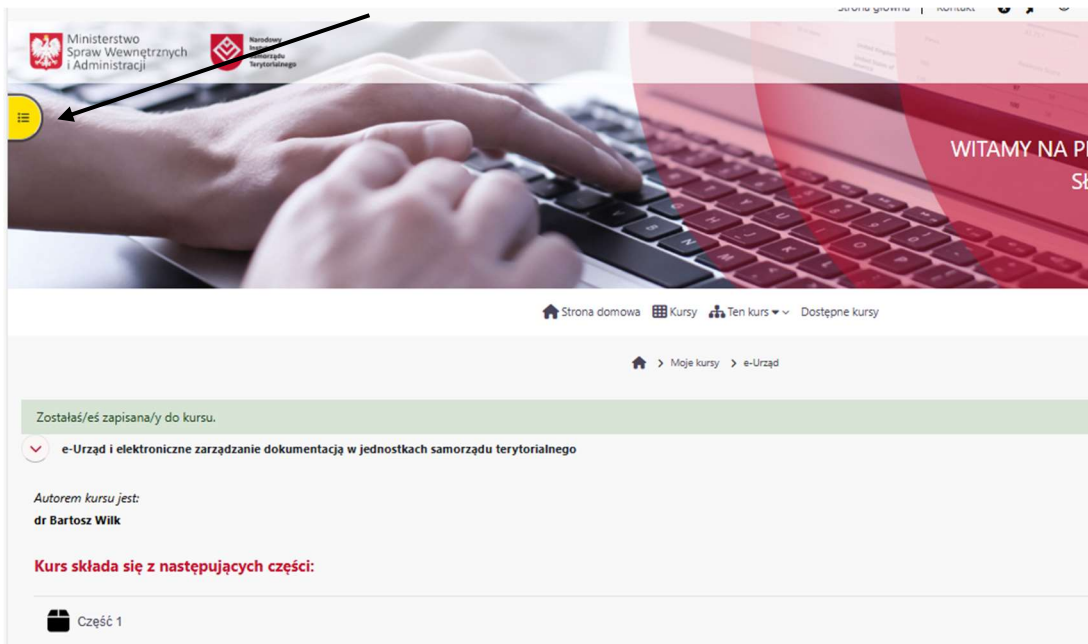 Strona główna | Kontakt
Ministerstwo
Spraw Wewnętrznych
i Administracji
Narodowy
Instytut
Samorządu
Terytorialnego
WITAMY NA
Strona domowa Kursy Ten kurs Dostępne kursy
> Moje kursy > e-Urząd
Zostałaś/eś zapisana/y do kursu.
e-Urząd i elektroniczne zarządzanie dokumentacją w jednostkach samorządu terytorialnego
Autorem kursu jest:
dr Bartosz Wilk
Kurs składa się z następujących części:
Część 1